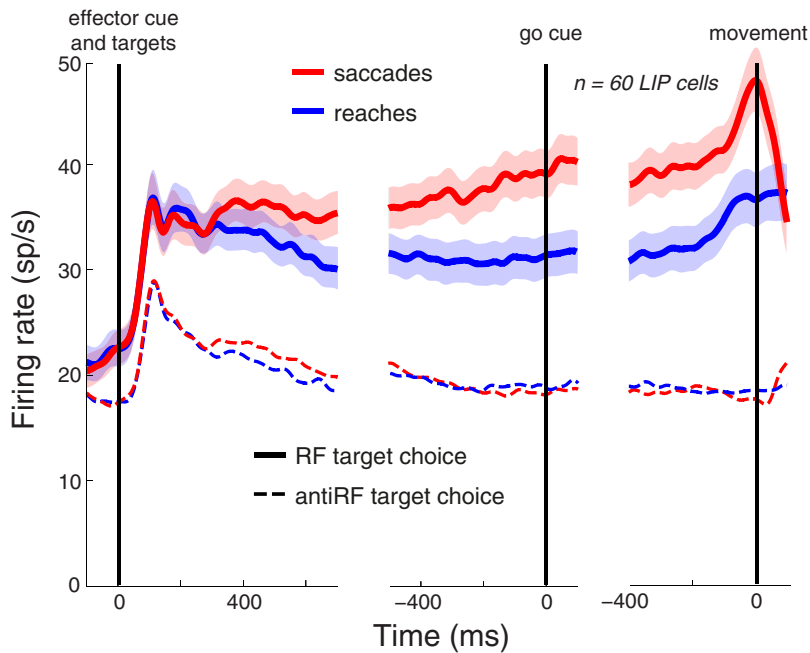 effector cue
and targets
go cue
movement
saccades
reaches
n = 60 LIP cells
50
40
30
20
10
0
Firing rate (sp/s)
RF target choice
antiRF target choice
0
400
−400
0
−400
0
Time (ms)